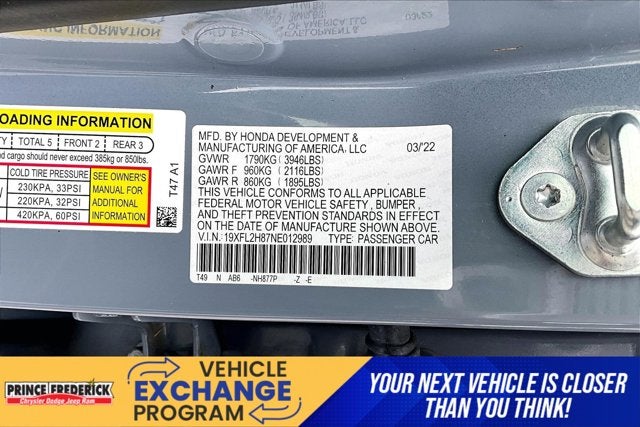 OADING INFORMATION
TY TOTAL 5 FRONT 2 REAR 3
nd cargo should never exceed 385kg or 850lbs.
COLD TIRE PRESSURE SEE OWNER'S
230KPA, 33PSI MANUAL FOR
220KPA, 32PSI ADDITIONAL
420KPA, 60PSI INFORMATION
T47 A1
MFD. BY HONDA DEVELOPMENT & 03/'22
MANUFACTURING OF AMERICA, LLC
GVWR 1790KG (3946LBS)
GAWR F 960KG (2116LBS)
GAWR R 860KG (1895LBS)
THIS VEHICLE CONFORMS TO ALL APPLICABLE
FEDERAL MOTOR VEHICLE SAFETY , BUMPER ,
AND THEFT PREVENTION STANDARDS IN EFFECT
ON THE DATE OF MANUFACTURE SHOWN ABOVE.
V.I.N.: 19XFL2H87NE012989 TYPE: PASSENGER CAR
T49 N AB6 -NH877P -Z -E
PRINCE FREDERICK
Chrysler Dodge Jeep Ram
VEHICLE
EXCHANGE
PROGRAM
YOUR NEXT VEHICLE IS CLOSER
THAN YOU THINK!